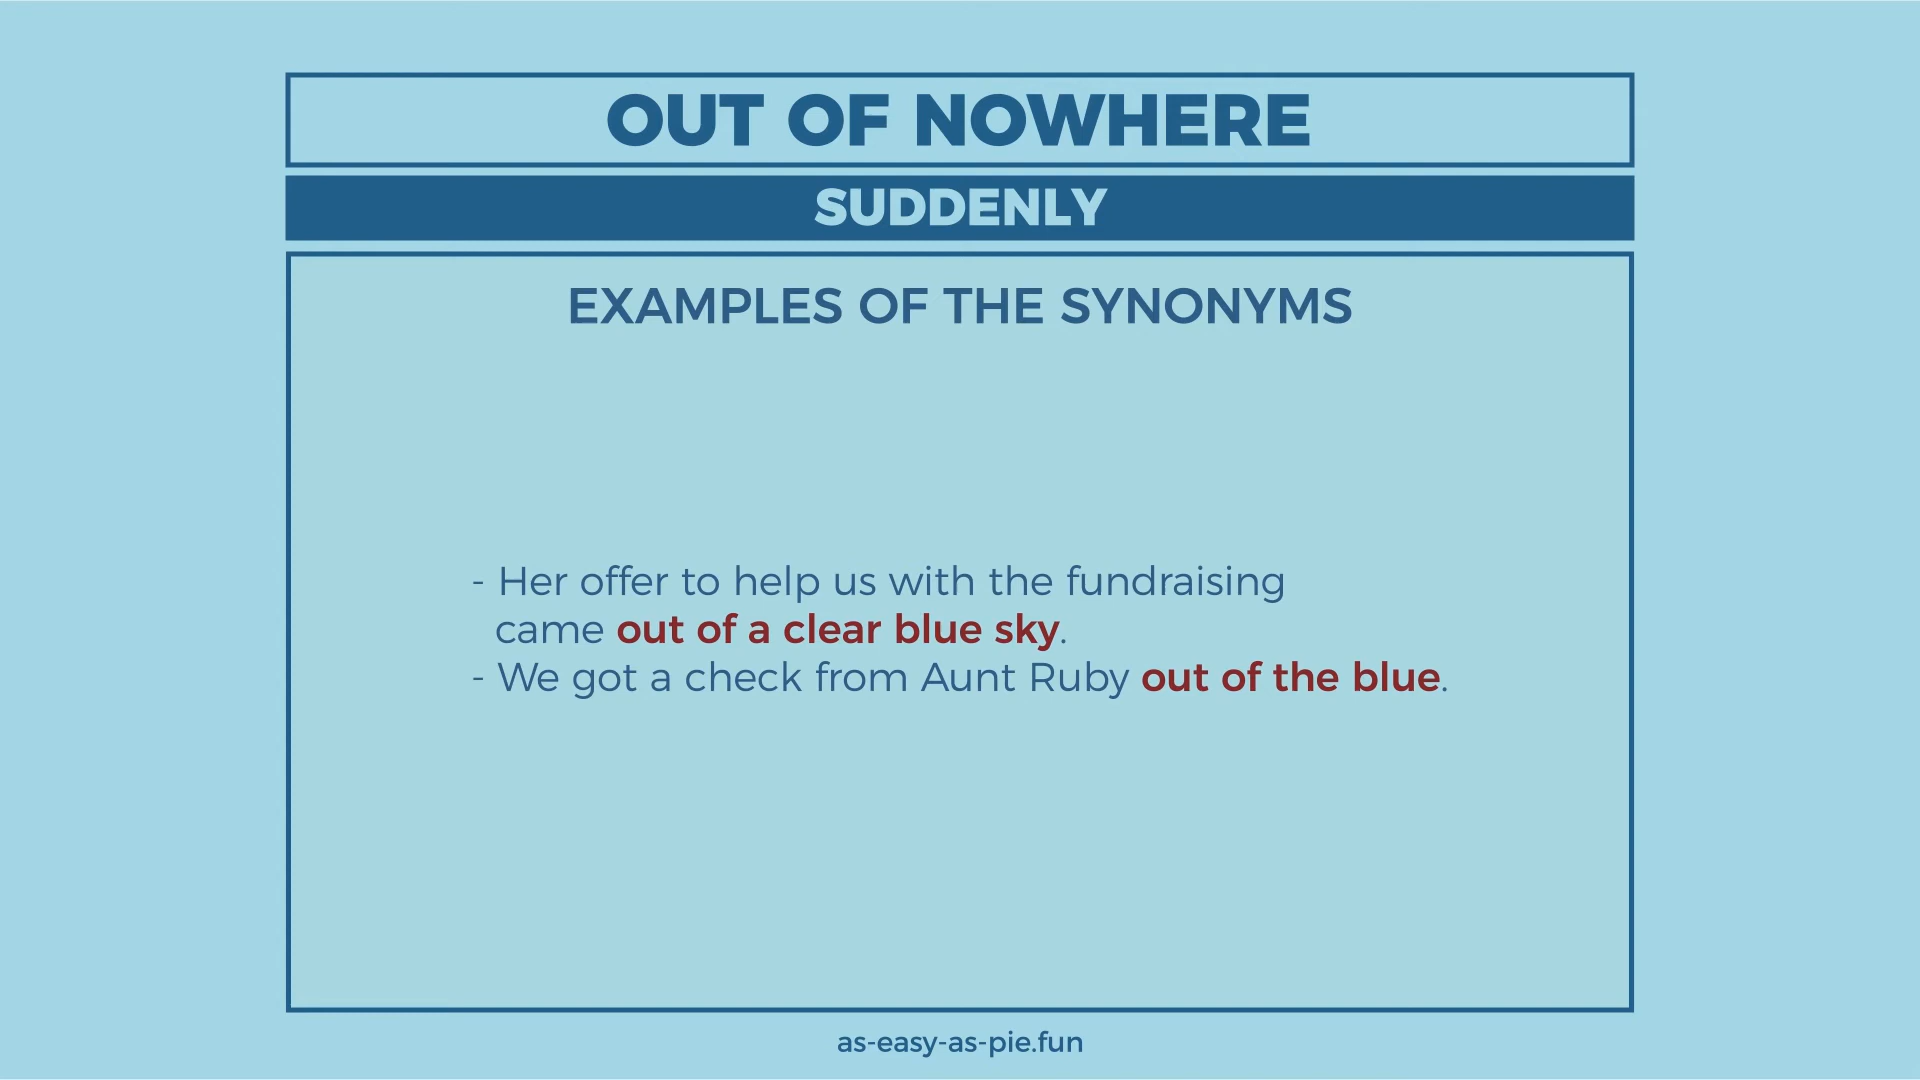 OUT OF NOWHERE
SUDDENLY
EXAMPLES OF THE SYNONYMS
- Her offer to help us with the fundraising
came out of a clear blue sky.
- We got a check from Aunt Ruby out of the blue.
as-easy-as-pie.fun